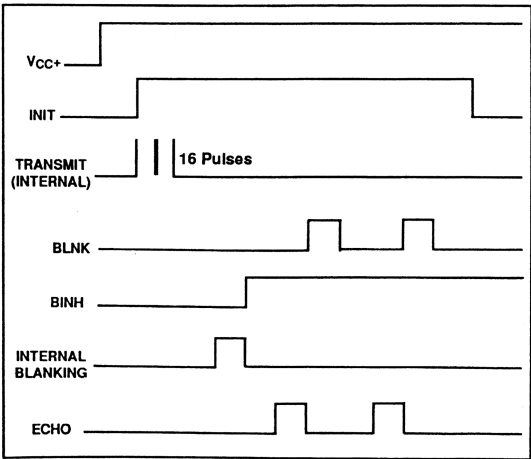 VCC+
INIT
TRANSMIT
(INTERNAL)
16 Pulses
BLNK
BINH
INTERNAL
BLANKING
ECHO